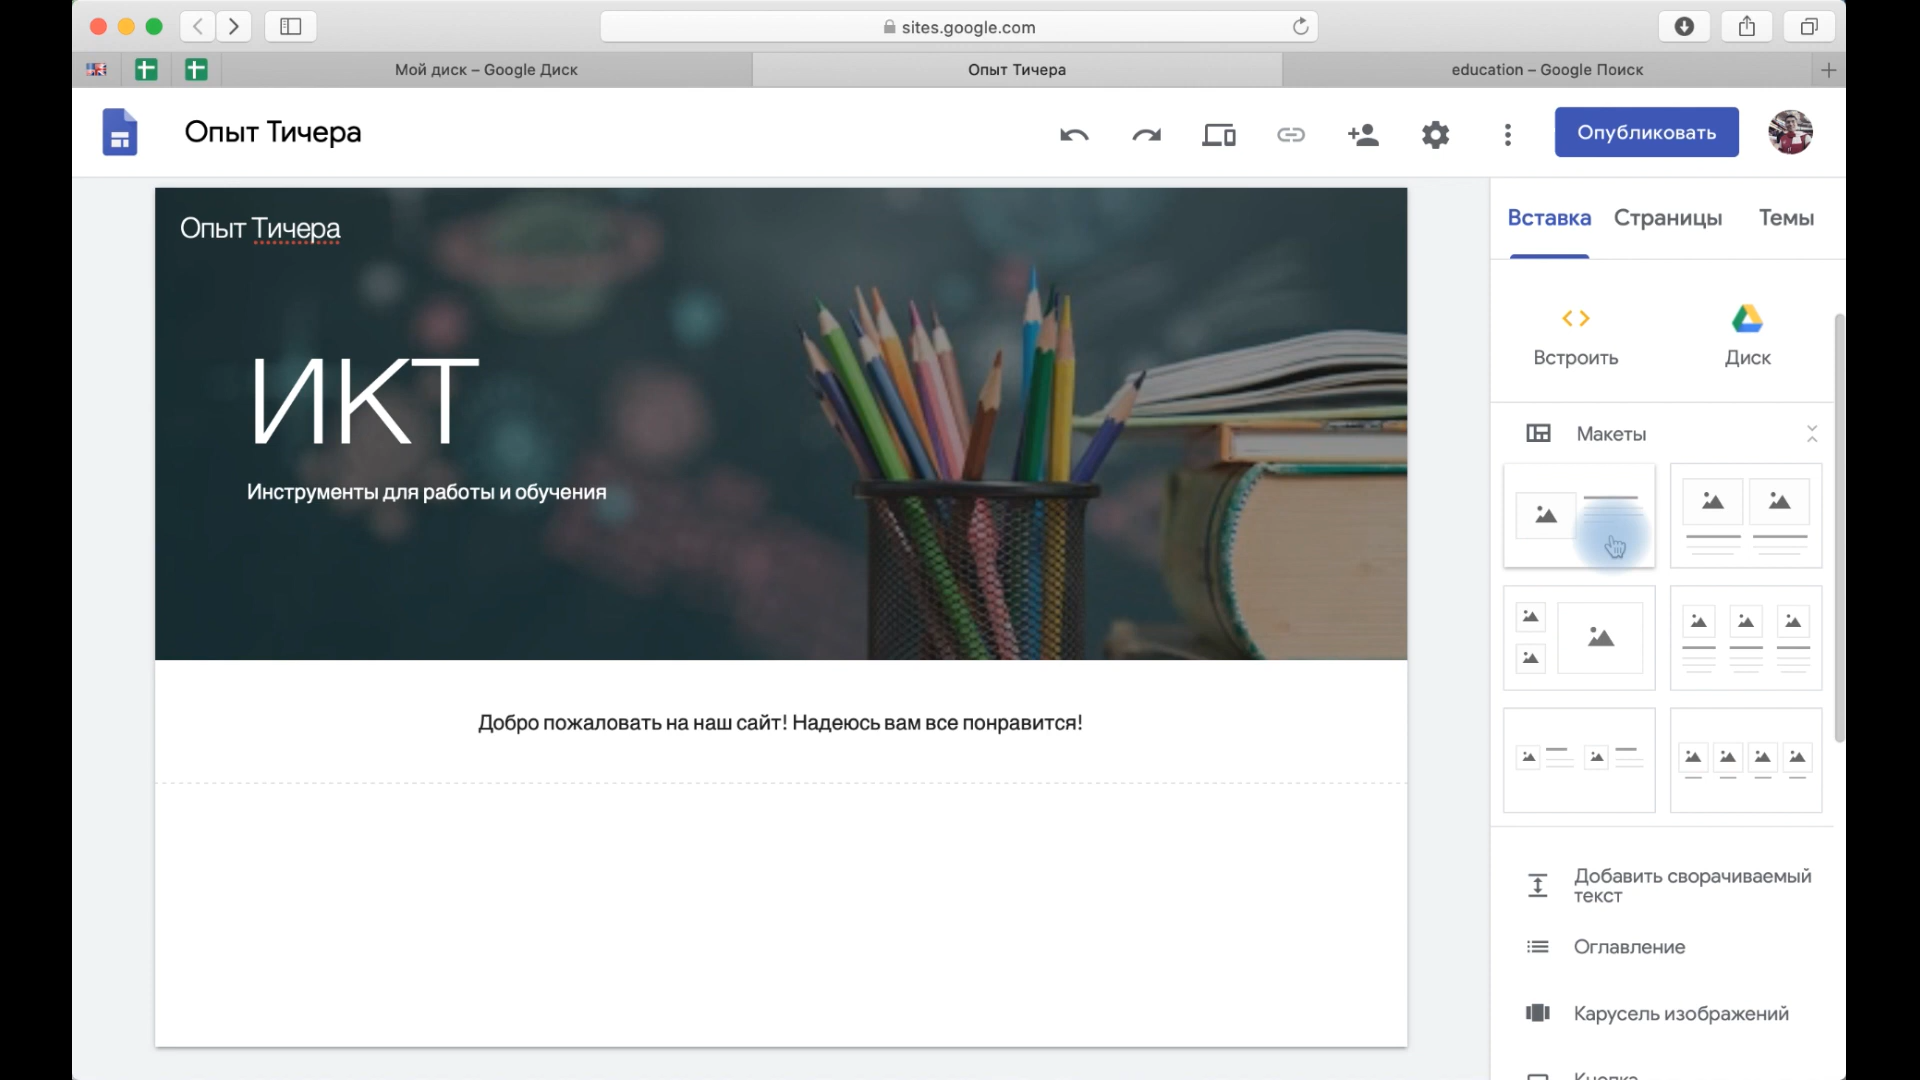 sites.google.com
Мой диск – Google Диск
Опыт Тичера
education – Google Поиск
Опыт Тичера
Опубликовать
Опыт Тичера
ИКТ
Инструменты для работы и обучения
Добро пожаловать на наш сайт! Надеюсь вам все понравится!
Вставка
Страницы
Темы
Встроить
Диск
Макеты
Добавить сворачиваемый
текст
Оглавление
Карусель изображений
Кнопка